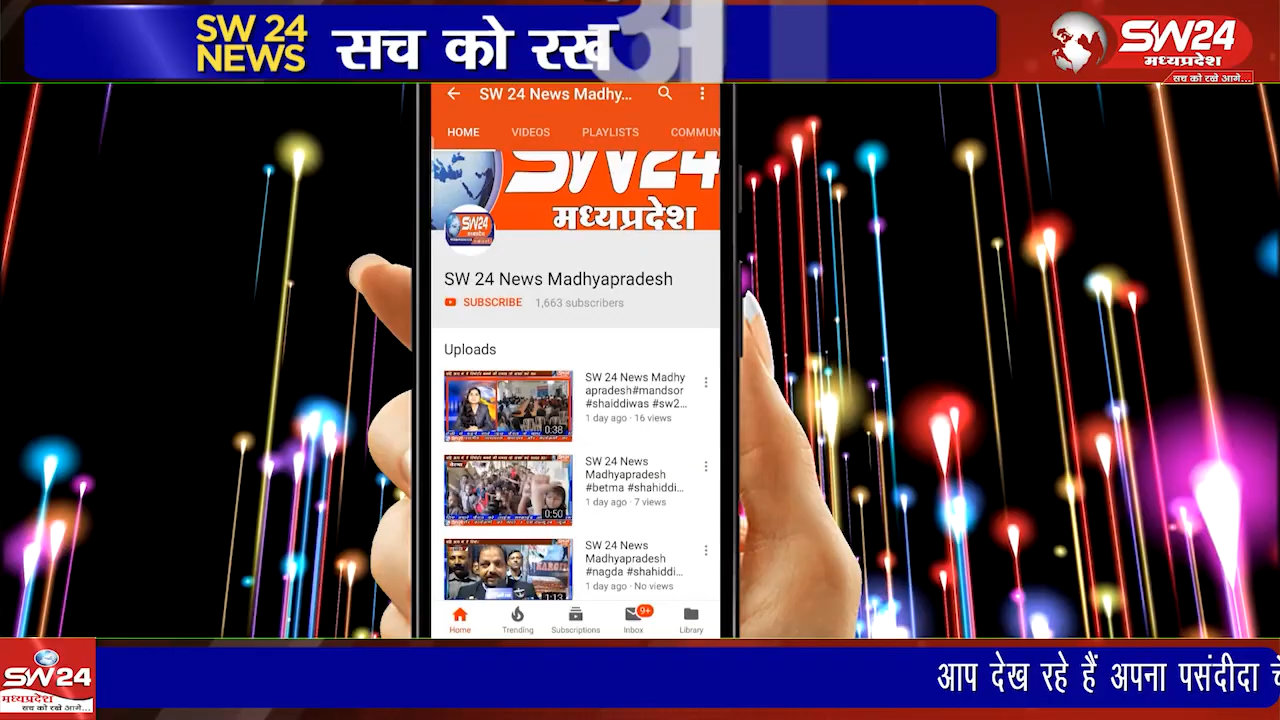 SW 24
NEWS
सच को रख
SW24
मध्यप्रदेश
सच को रखे आगे...
SW 24 News Madhy...
HOME VIDEOS PLAYLISTS COMMUN
SW24
मध्यप्रदेश
SW24
SW 24 News Madhyapradesh
SUBSCRIBE 1,663 subscribers
Uploads
SW 24 News Madhy
apradesh#mandsor
#shaiddiwas #sw2...
1 day ago · 16 views
0:38
SW 24 News
Madhyapradesh
#betma #shahiddi...
1 day ago · 7 views
0:50
SW 24 News
Madhyapradesh
#nagda #shahiddi...
1 day ago · No views
1:13
Home Trending Subscriptions Inbox 9+ Library
SW24
मध्यप्रदेश
सच को रखे आगे...
आप देख रहे हैं अपना पसंदीदा